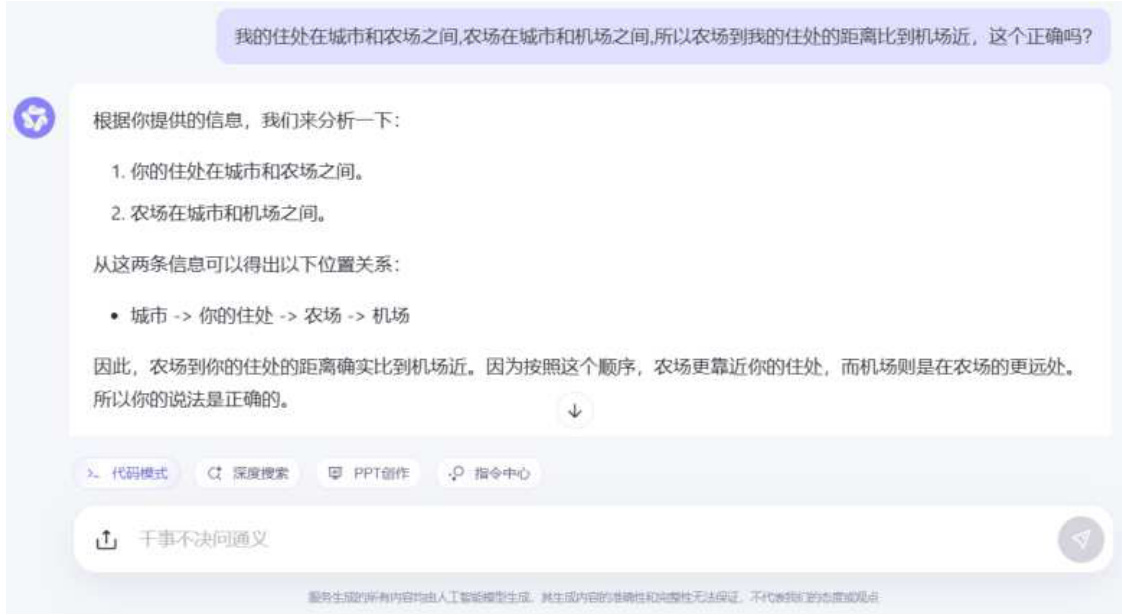 我的住处在城市和农场之间,农场在城市和机场之间,所以农场到我的住处的距离比到机场近，这个正确吗?
根据你提供的信息，我们来分析一下：
1. 你的住处在城市和农场之间。
2. 农场在城市和机场之间。
从这两条信息可以得出以下位置关系：
• 城市 -> 你的住处 -> 农场 -> 机场
因此，农场到你的住处的距离确实比到机场近。因为按照这个顺序，农场更靠近你的住处，而机场则是在农场的更远处。
所以你的说法是正确的。
代码模式 深度搜索 PPT创作 指令中心
千事不决问通义
服务生成的所有内容均由人工智能模型生成，其生成内容的准确性和完整性无法保证，不代表我们的态度或观点